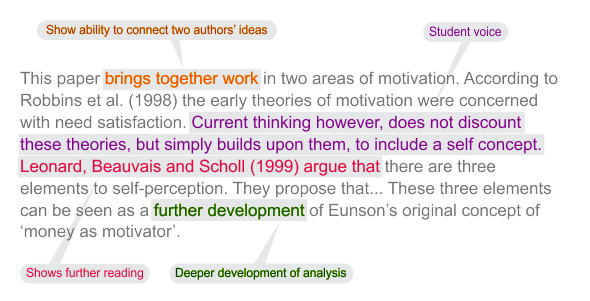 Show ability to connect two authors' ideas
Student voice
This paper brings together work in two areas of motivation. According to
Robbins et al. (1998) the early theories of motivation were concerned
with need satisfaction. Current thinking however, does not discount
these theories, but simply builds upon them, to include a self concept.
Leonard, Beauvais and Scholl (1999) argue that there are three
elements to self-perception. They propose that... These three elements
can be seen as a further development of Eunson's original concept of
‘money as motivator’.
Shows further reading
Deeper development of analysis